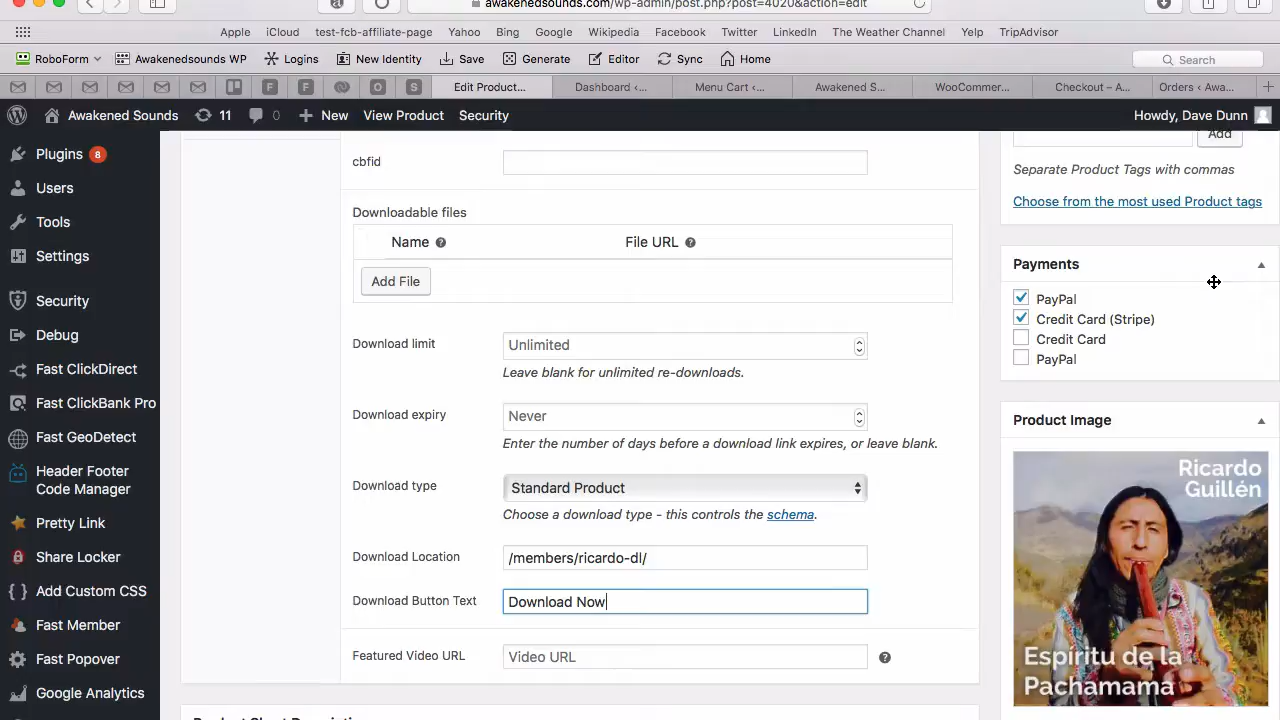 awakenedsounds.com/wp-admin/post.php?post=4020&action=edit
Apple iCloud test-fcb-affiliate-page Yahoo Bing Google Wikipedia Facebook Twitter LinkedIn The Weather Channel Yelp TripAdvisor
RoboForm Awakenedsounds WP Logins New Identity Save Generate Editor Sync Home Search
F F O S Edit Product... Dashboard ‹... Menu Cart ‹... Awakened S... WooCommer... Checkout – A... Orders ‹ Awa...
Awakened Sounds 11 0 New View Product Security Howdy, Dave Dunn
Plugins 8
Users
Tools
Settings
Security
Debug
Fast ClickDirect
Fast ClickBank Pro
Fast GeoDetect
Header Footer
Code Manager
Pretty Link
Share Locker
Add Custom CSS
Fast Member
Fast Popover
Google Analytics
cbfid
Downloadable files
Name File URL
Add File
Download limit Unlimited
Leave blank for unlimited re-downloads.
Download expiry Never
Enter the number of days before a download link expires, or leave blank.
Download type Standard Product
Choose a download type - this controls the schema.
Download Location /members/ricardo-dl/
Download Button Text Download Now
Featured Video URL Video URL
Product Short Description
Add
Separate Product Tags with commas
Choose from the most used Product tags
Payments
PayPal
Credit Card (Stripe)
Credit Card
PayPal
Product Image
Ricardo
Guillén
Espíritu de la
Pachamama